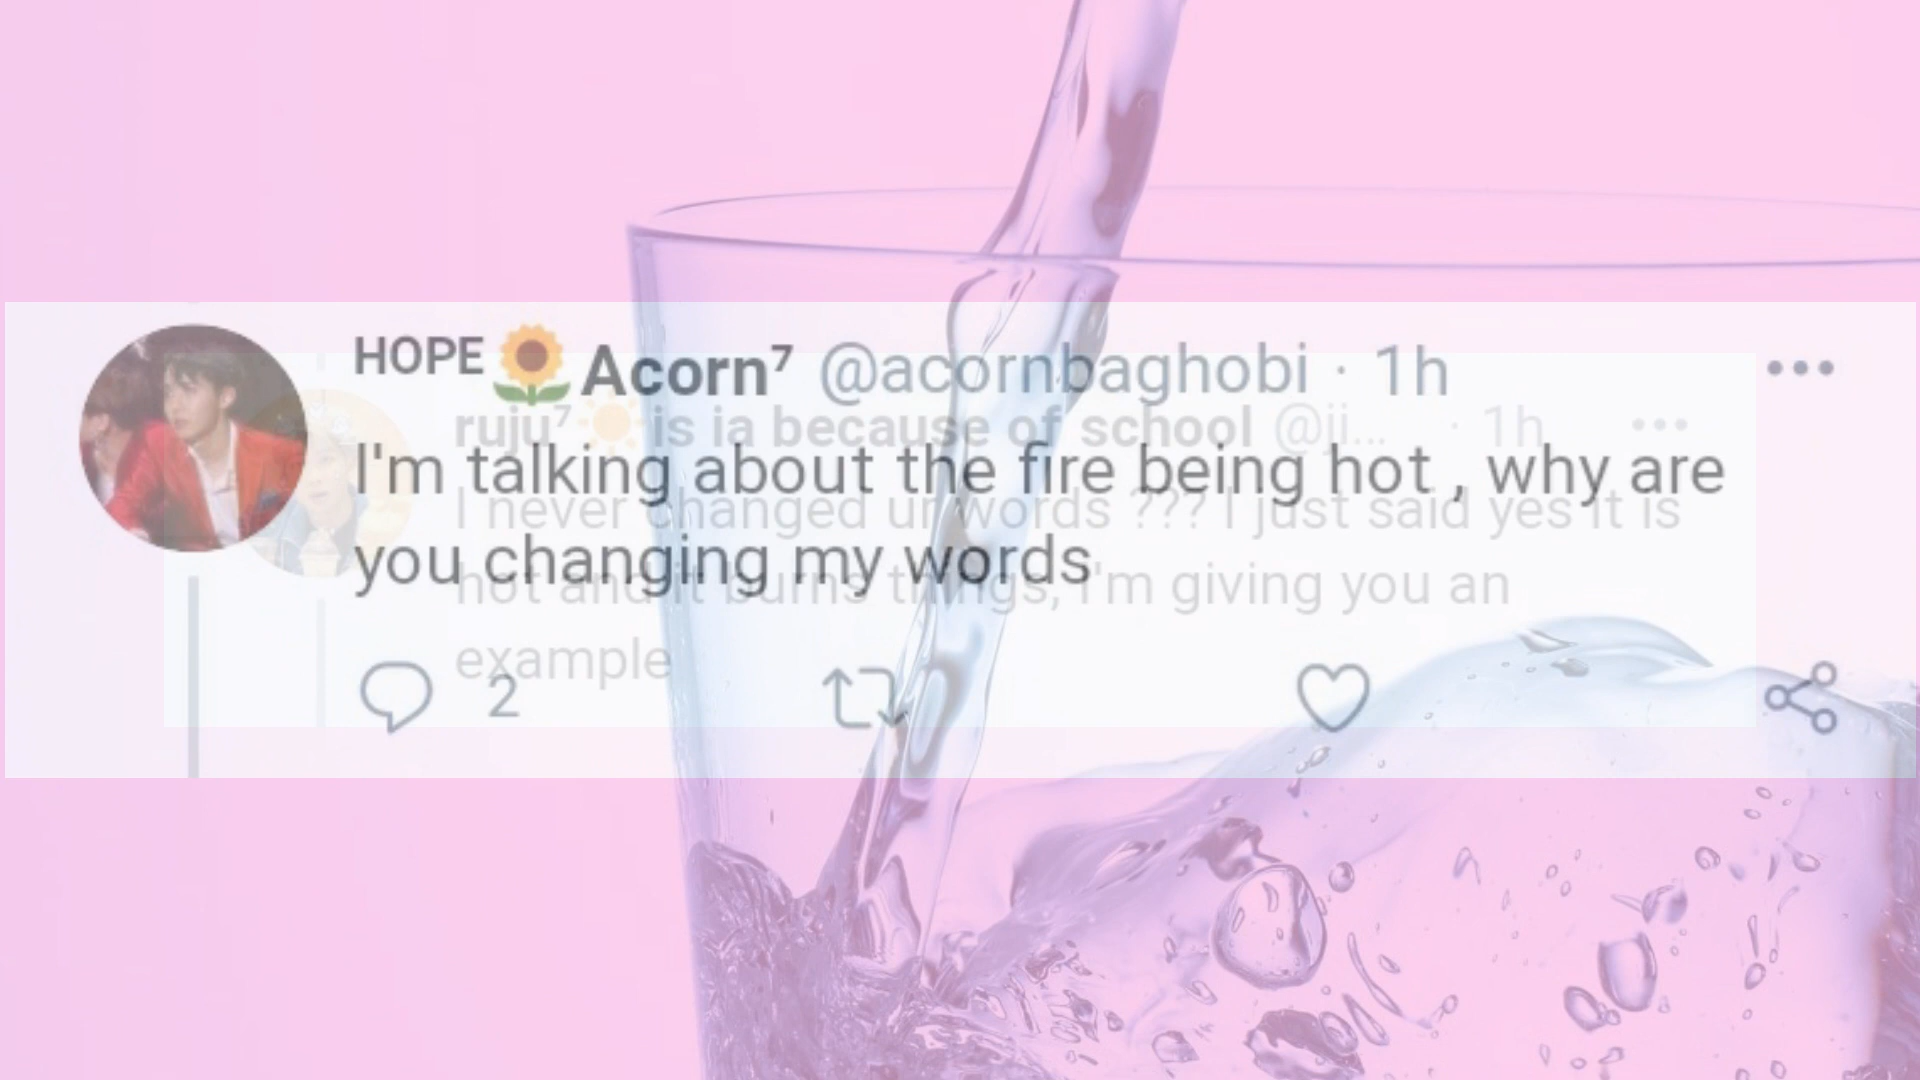 HOPE🌻Acorn⁷ @acornbaghobi · 1h
I'm talking about the fire being hot , why are
you changing my words
2
ruju⁷☀️is ia because of school @ji... · 1h
I never changed ur words ??? I just said yes it is
hot and it burns things, I'm giving you an
example